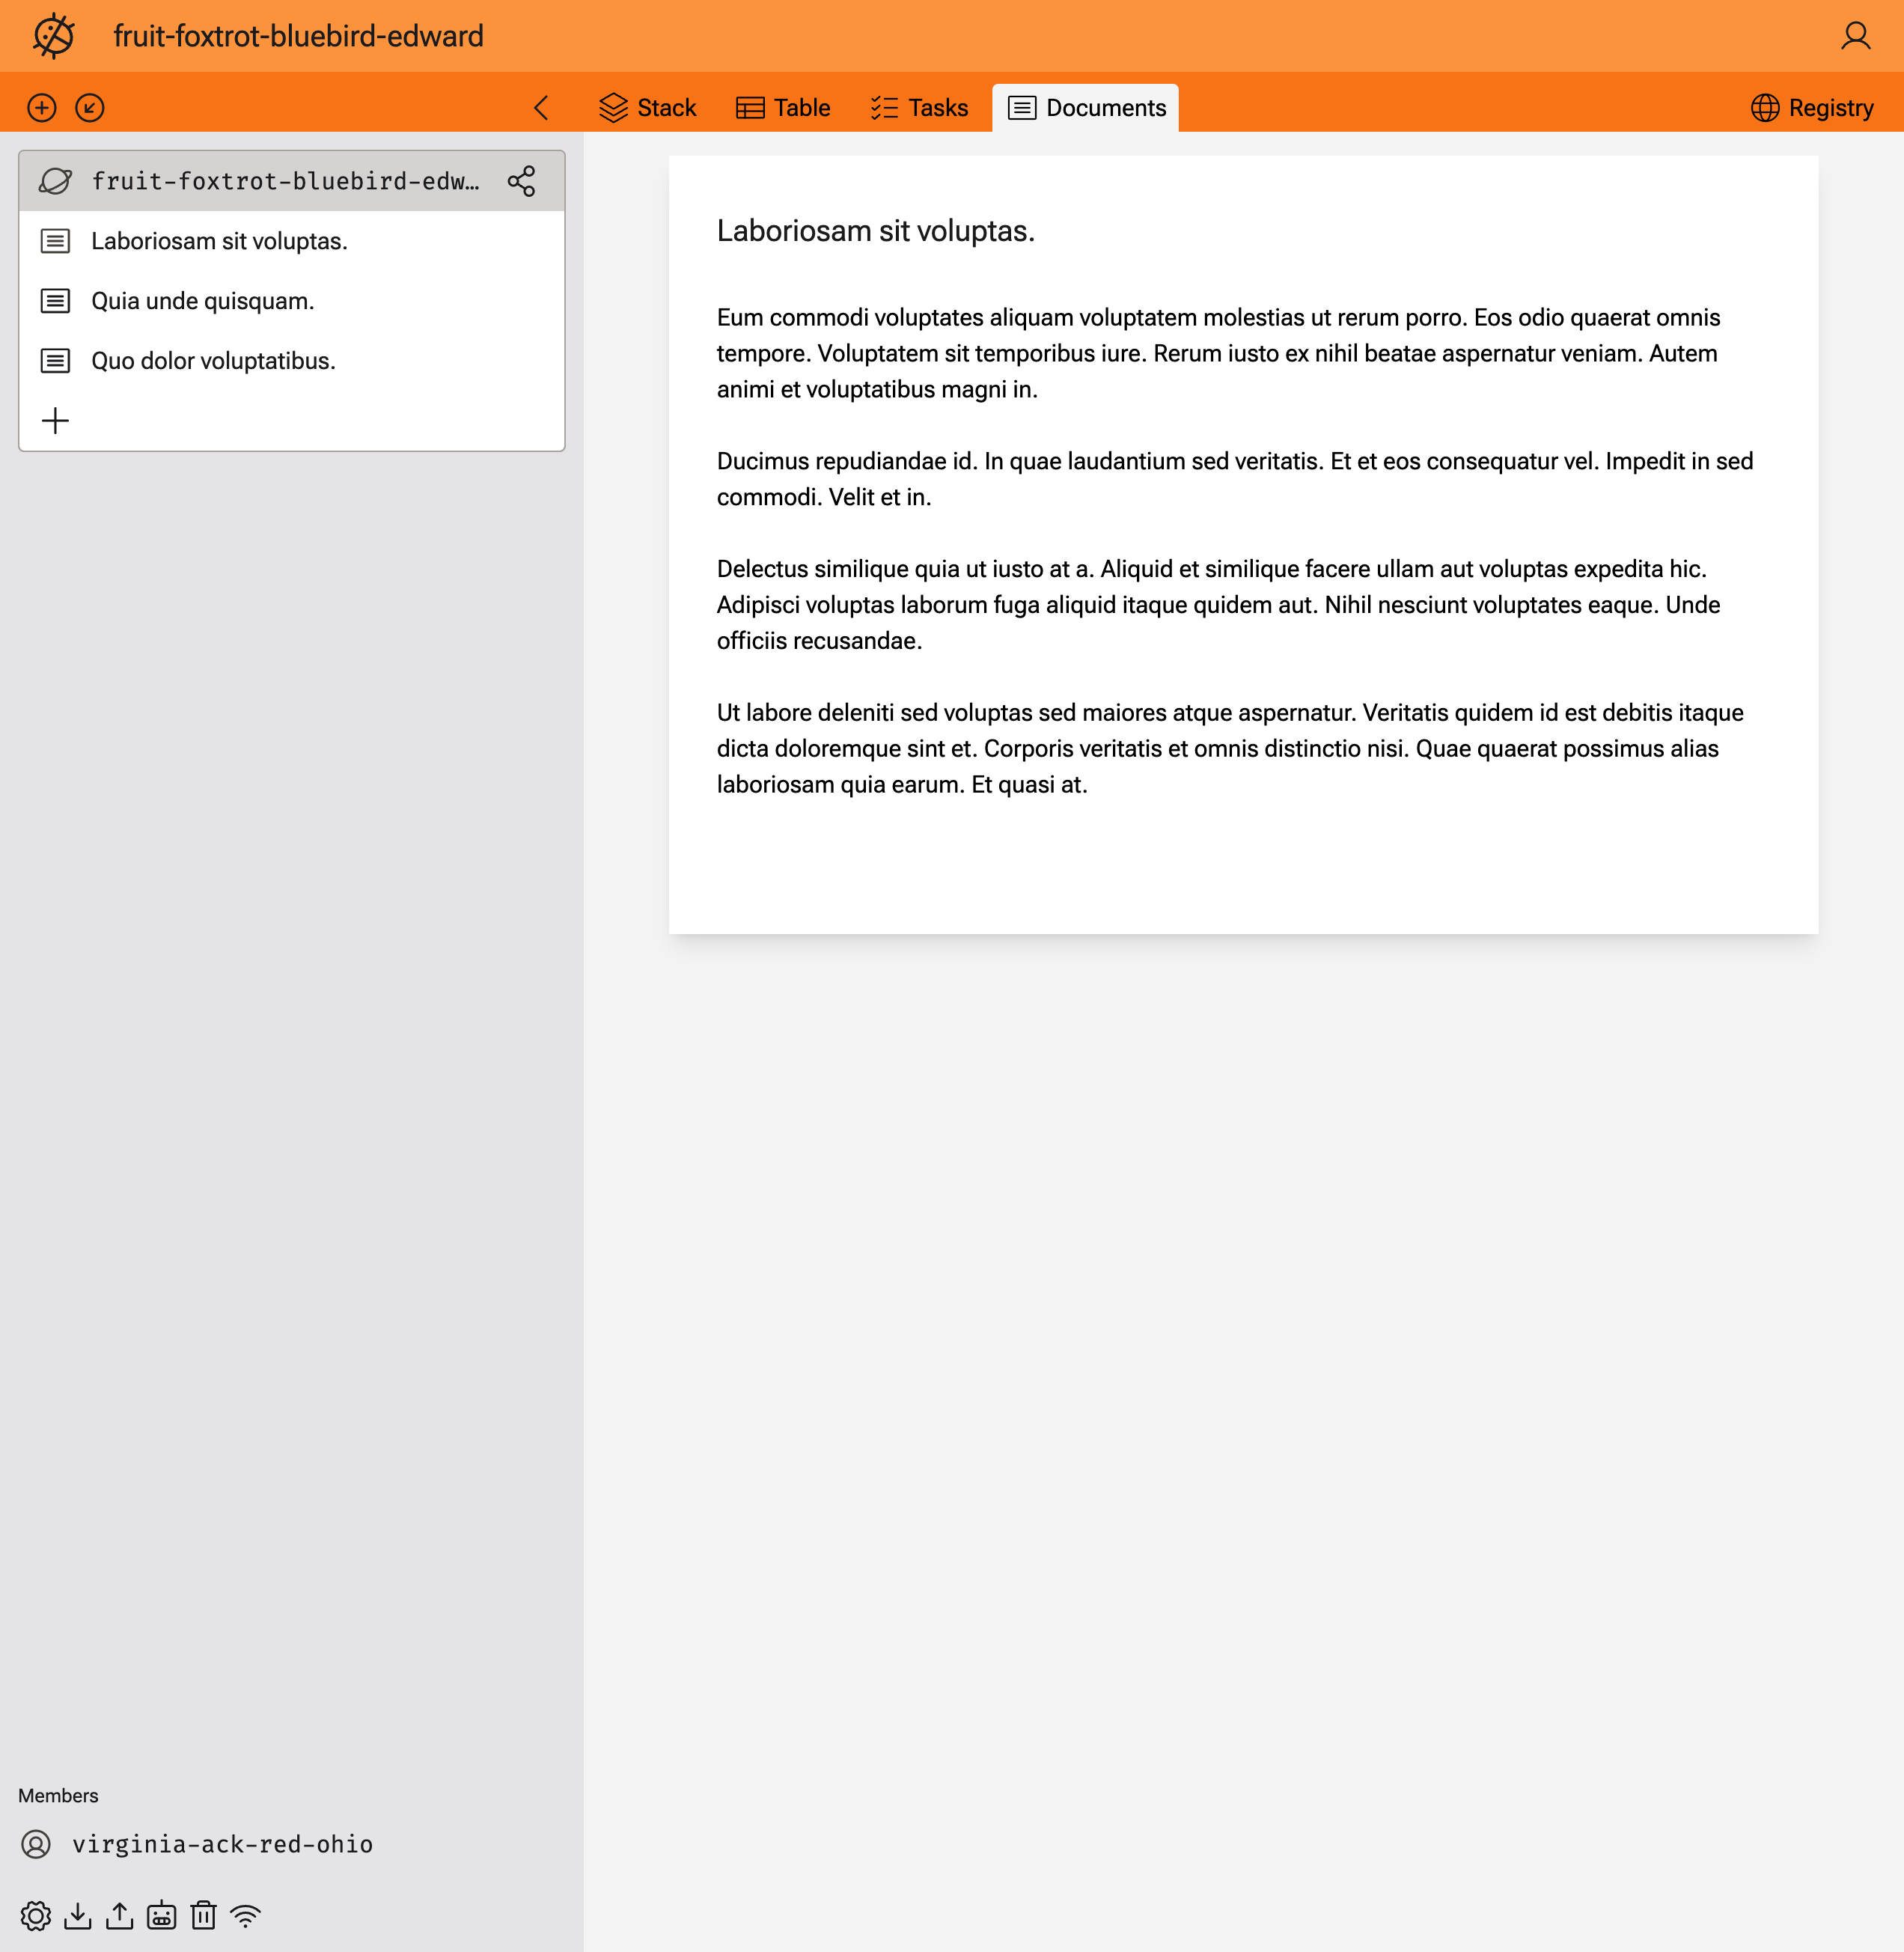 fruit-foxtrot-bluebird-edward
Stack
Table
Tasks
Documents
Registry
fruit-foxtrot-bluebird-edw…
Laboriosam sit voluptas.
Quia unde quisquam.
Quo dolor voluptatibus.
Laboriosam sit voluptas.
Eum commodi voluptates aliquam voluptatem molestias ut rerum porro. Eos odio quaerat omnis
tempore. Voluptatem sit temporibus iure. Rerum iusto ex nihil beatae aspernatur veniam. Autem
animi et voluptatibus magni in.
Ducimus repudiandae id. In quae laudantium sed veritatis. Et et eos consequatur vel. Impedit in sed
commodi. Velit et in.
Delectus similique quia ut iusto at a. Aliquid et similique facere ullam aut voluptas expedita hic.
Adipisci voluptas laborum fuga aliquid itaque quidem aut. Nihil nesciunt voluptates eaque. Unde
officiis recusandae.
Ut labore deleniti sed voluptas sed maiores atque aspernatur. Veritatis quidem id est debitis itaque
dicta doloremque sint et. Corporis veritatis et omnis distinctio nisi. Quae quaerat possimus alias
laboriosam quia earum. Et quasi at.
Members
virginia-ack-red-ohio